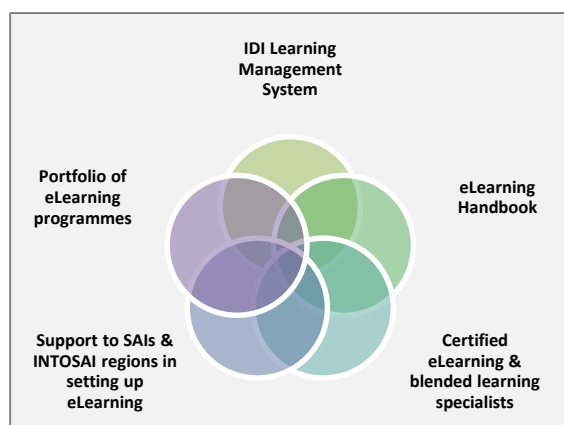 IDI Learning
Management
System
Portfolio of
eLearning
programmes
eLearning
Handbook
Support to SAIs &
INTOSAI regions in
setting up
eLearning
Certified
eLearning &
blended learning
specialists